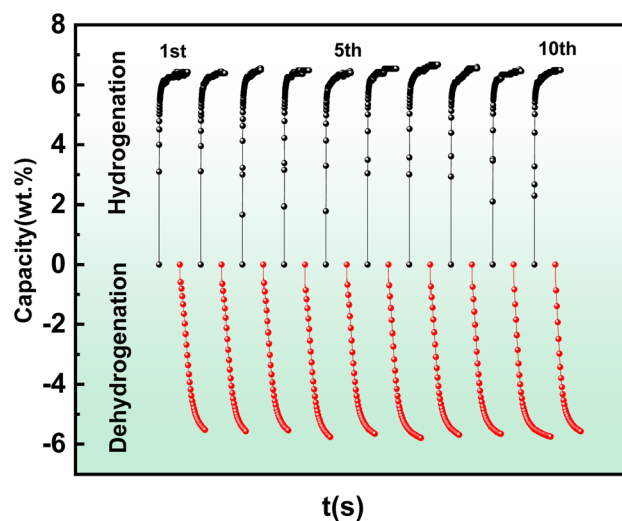 8
6
4
2
0
-2
-4
-6
Capacity(wt.%)
Hydrogenation
Dehydrogenation
1st
5th
10th
t(s)